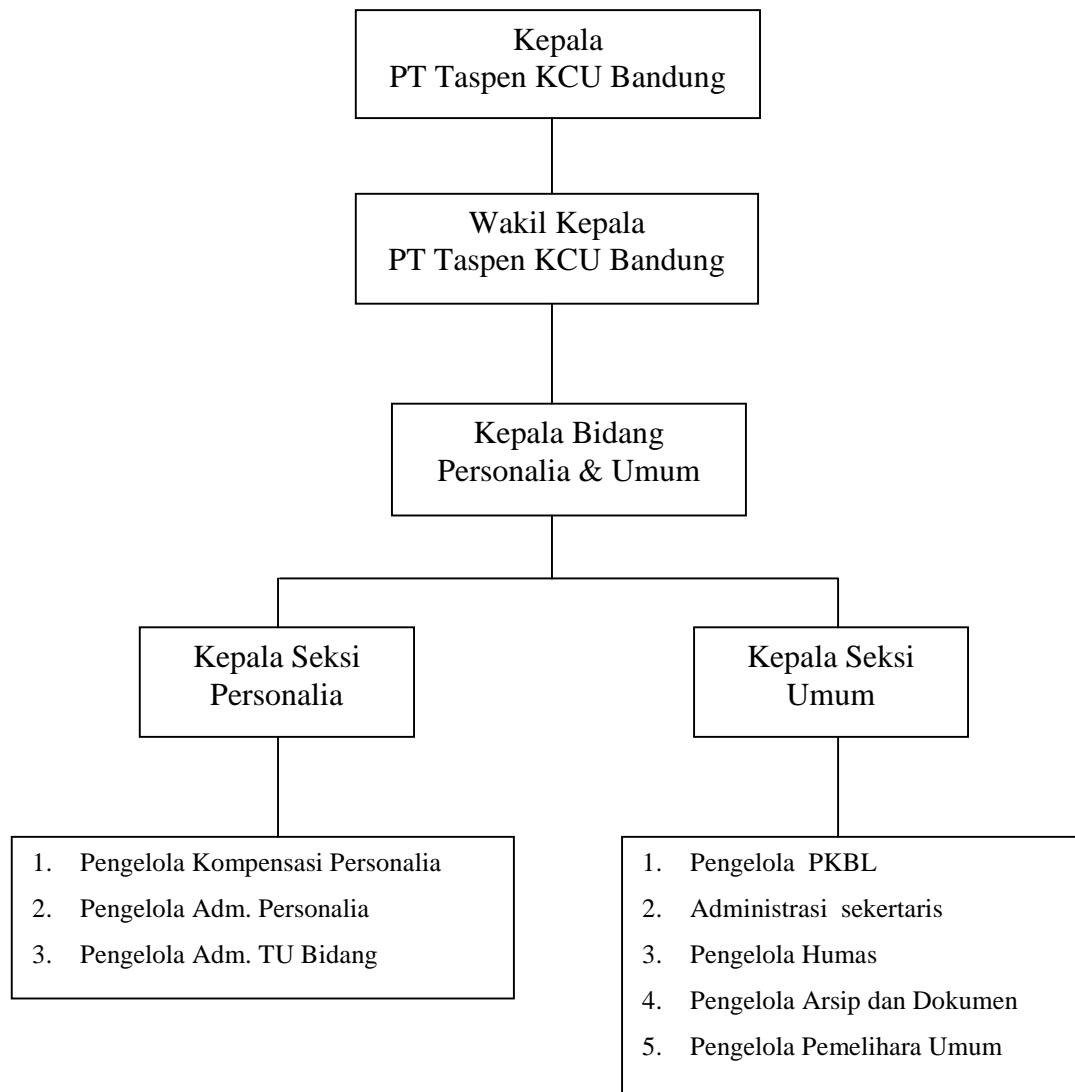 Kepala
PT Taspen KCU Bandung
Wakil Kepala
PT Taspen KCU Bandung
Kepala Bidang
Personalia & Umum
Kepala Seksi
Personalia
Kepala Seksi
Umum
1. Pengelola Kompensasi Personalia
2. Pengelola Adm. Personalia
3. Pengelola Adm. TU Bidang
1. Pengelola PKBL
2. Administrasi sekertaris
3. Pengelola Humas
4. Pengelola Arsip dan Dokumen
5. Pengelola Pemelihara Umum